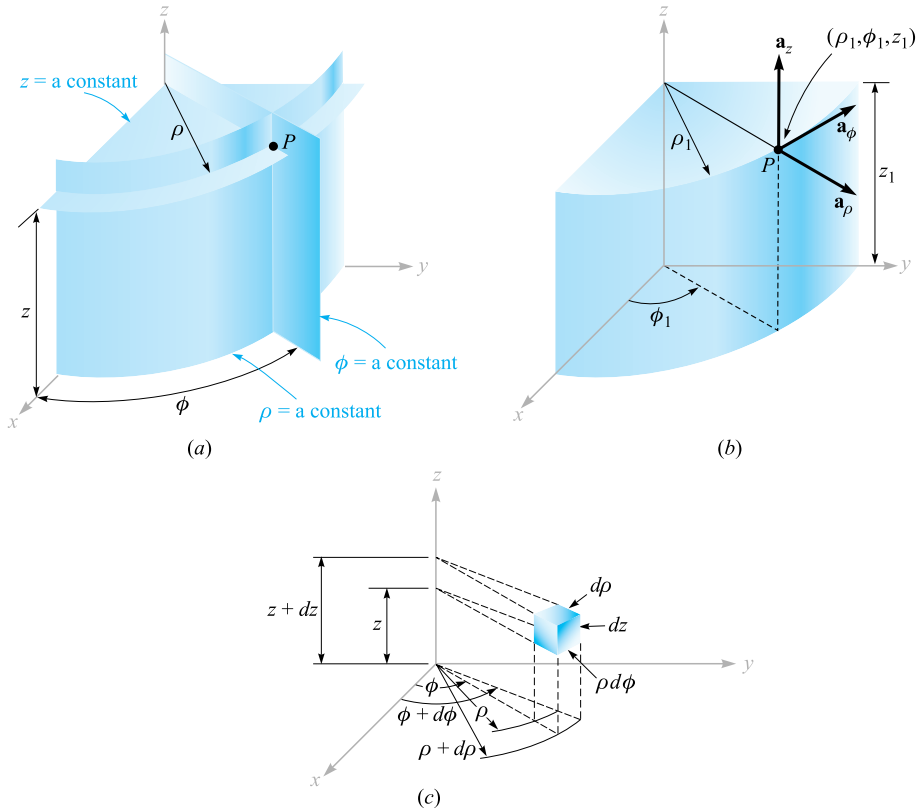 z
z = a constant
ρ
P
y
z
ϕ = a constant
ρ = a constant
ϕ
x
(a)
z
a_z
(ρ₁,ϕ₁,z₁)
a_ϕ
ρ₁
P
z₁
a_ρ
y
ϕ₁
x
(b)
z
dρ
z + dz
z
dz
ρ dϕ
y
ϕ
ϕ + dϕ
ρ
ρ + dρ
x
(c)